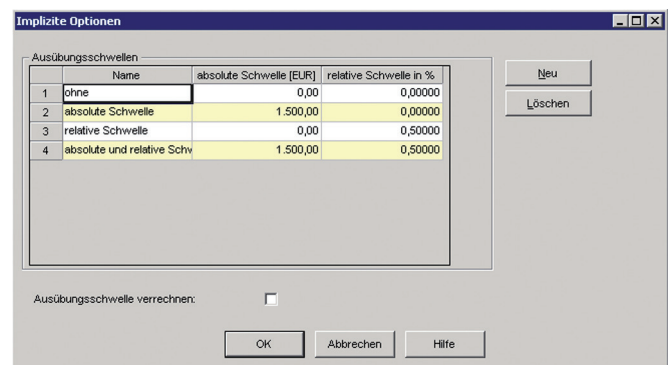 Implizite Optionen
Ausübungsschwellen
Name absolute Schwelle [EUR] relative Schwelle in %
1 ohne 0,00 0,00000
2 absolute Schwelle 1.500,00 0,00000
3 relative Schwelle 0,00 0,50000
4 absolute und relative Schw 1.500,00 0,50000
Neu
Löschen
Ausübungsschwelle verrechnen:
OK Abbrechen Hilfe